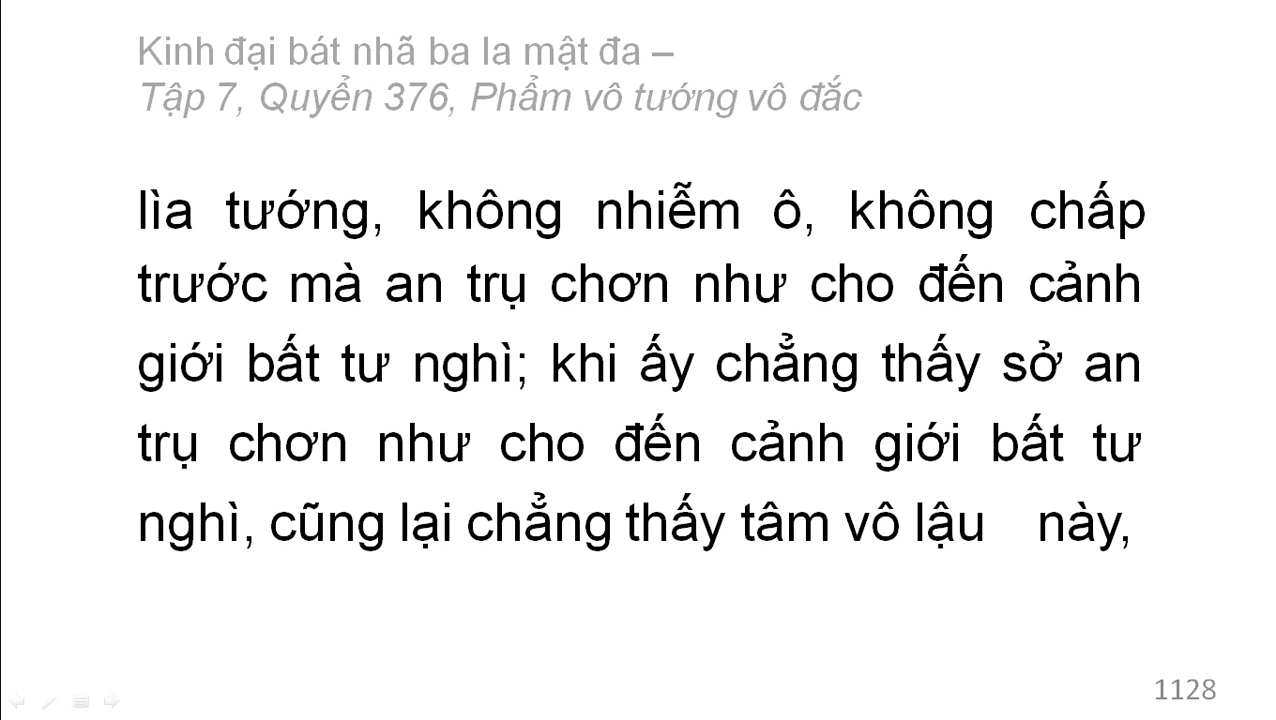 Kinh đại bát nhã ba la mật đa –
Tập 7, Quyển 376, Phẩm vô tướng vô đắc
lìa tướng, không nhiễm ô, không chấp
trước mà an trụ chơn như cho đến cảnh
giới bất tư nghì; khi ấy chẳng thấy sở an
trụ chơn như cho đến cảnh giới bất tư
nghì, cũng lại chẳng thấy tâm vô lậu này,
1128